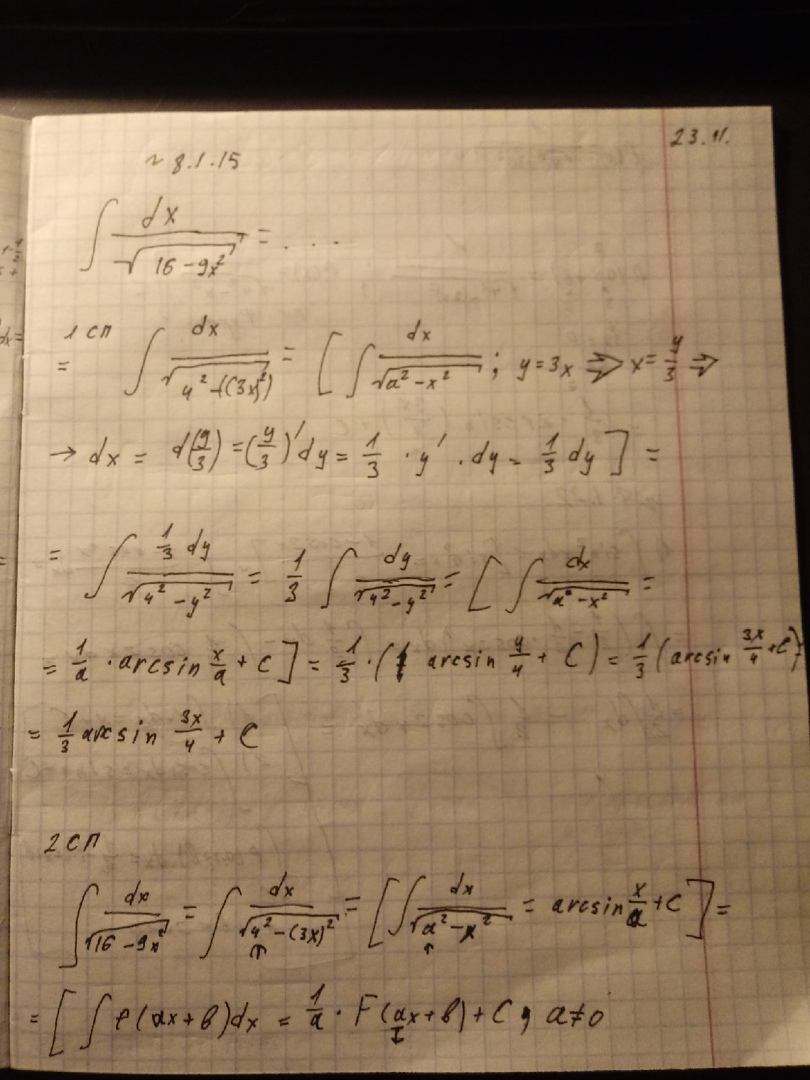 23.11.
~ 8.1.15
∫ dx / √(16 - 9x²) = . . .
1 сп
= ∫ dx / √(4² - (3x)²) = [ ∫ dx / √(a² - x²) ; y = 3x ⇒ x = y/3 ⇒
→ dx = d(y/3) = (y/3)' dy = 1/3 · y' · dy = 1/3 dy ] =
= ∫ 1/3 dy / √(4² - y²) = 1/3 ∫ dy / √(4² - y²) = [ ∫ dx / √(a² - x²) =
= 1/a · arcsin x/a + C ] = 1/3 · ( arcsin y/4 + C ) = 1/3 ( arcsin 3x/4 + C )
= 1/3 arcsin 3x/4 + C
2 сп
∫ dx / √(16 - 9x²) = ∫ dx / √(4² - (3x)²) = [ ∫ dx / √(a² - x²) = arcsin x/a + C ] =
= [ ∫ f(ax + b) dx = 1/a · F(ax + b) + C , a ≠ 0